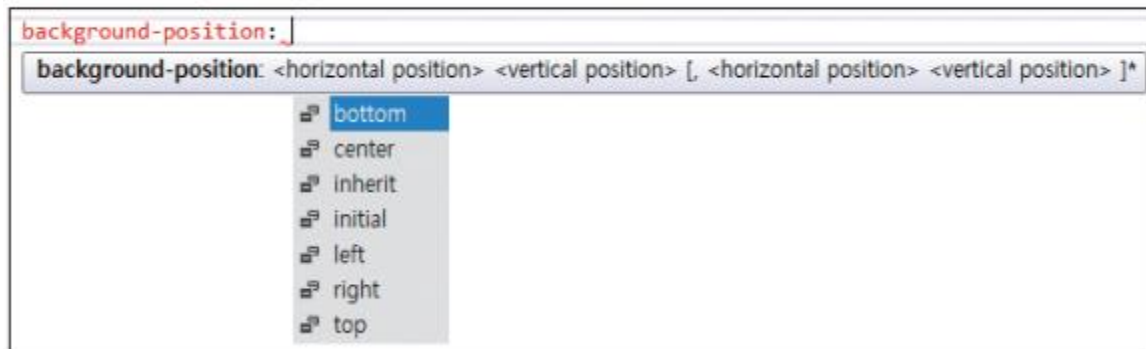 background-position:
background-position: <horizontal position> <vertical position> [, <horizontal position> <vertical position> ]*
bottom
center
inherit
initial
left
right
top